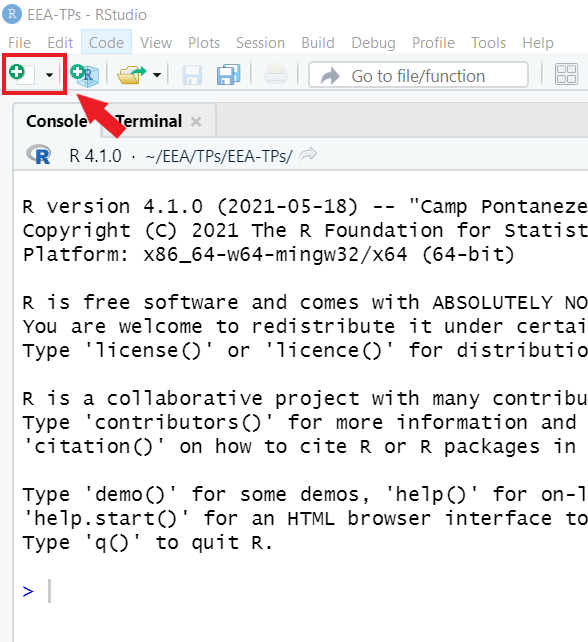 EEA-TPs - RStudio
File Edit Code View Plots Session Build Debug Profile Tools Help
Go to file/function
Console Terminal
R 4.1.0 · ~/EEA/TPs/EEA-TPs/
R version 4.1.0 (2021-05-18) -- "Camp Pontaneze
Copyright (C) 2021 The R Foundation for Statist
Platform: x86_64-w64-mingw32/x64 (64-bit)
R is free software and comes with ABSOLUTELY NO
You are welcome to redistribute it under certai
Type 'license()' or 'licence()' for distributio
R is a collaborative project with many contribu
Type 'contributors()' for more information and
'citation()' on how to cite R or R packages in
Type 'demo()' for some demos, 'help()' for on-l
'help.start()' for an HTML browser interface to
Type 'q()' to quit R.
>